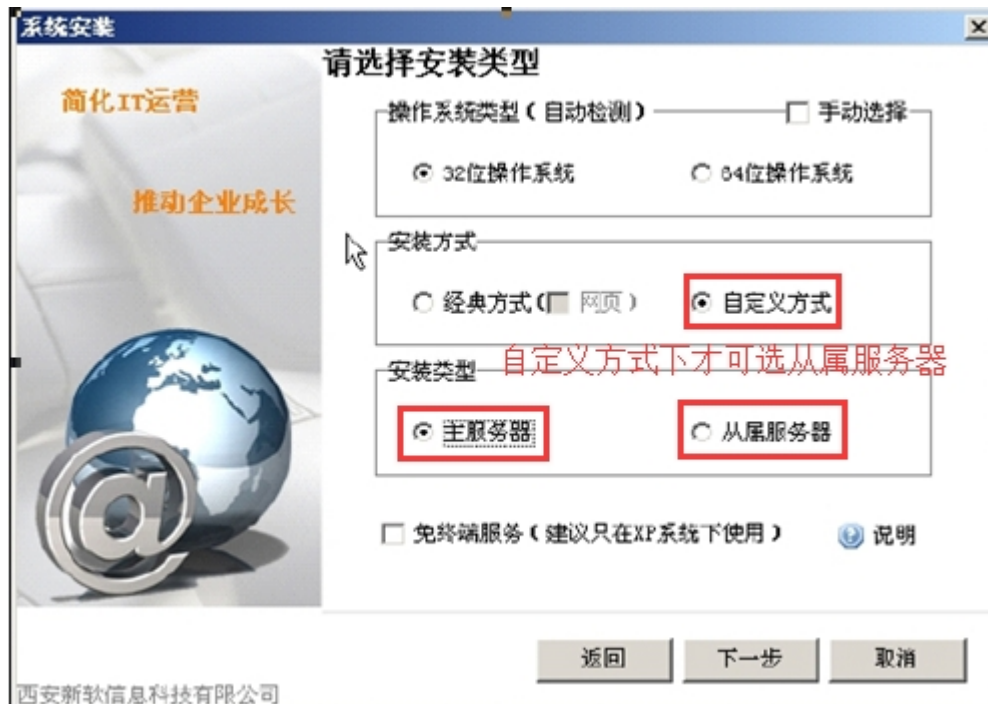 系统安装
简化IT运营
推动企业成长
请选择安装类型
操作系统类型(自动检测) 手动选择
32位操作系统 64位操作系统
安装方式
经典方式(网页) 自定义方式
自定义方式下才可选从属服务器
安装类型
主服务器 从属服务器
免终端服务(建议只在XP系统下使用) 说明
返回 下一步 取消
西安新软信息科技有限公司